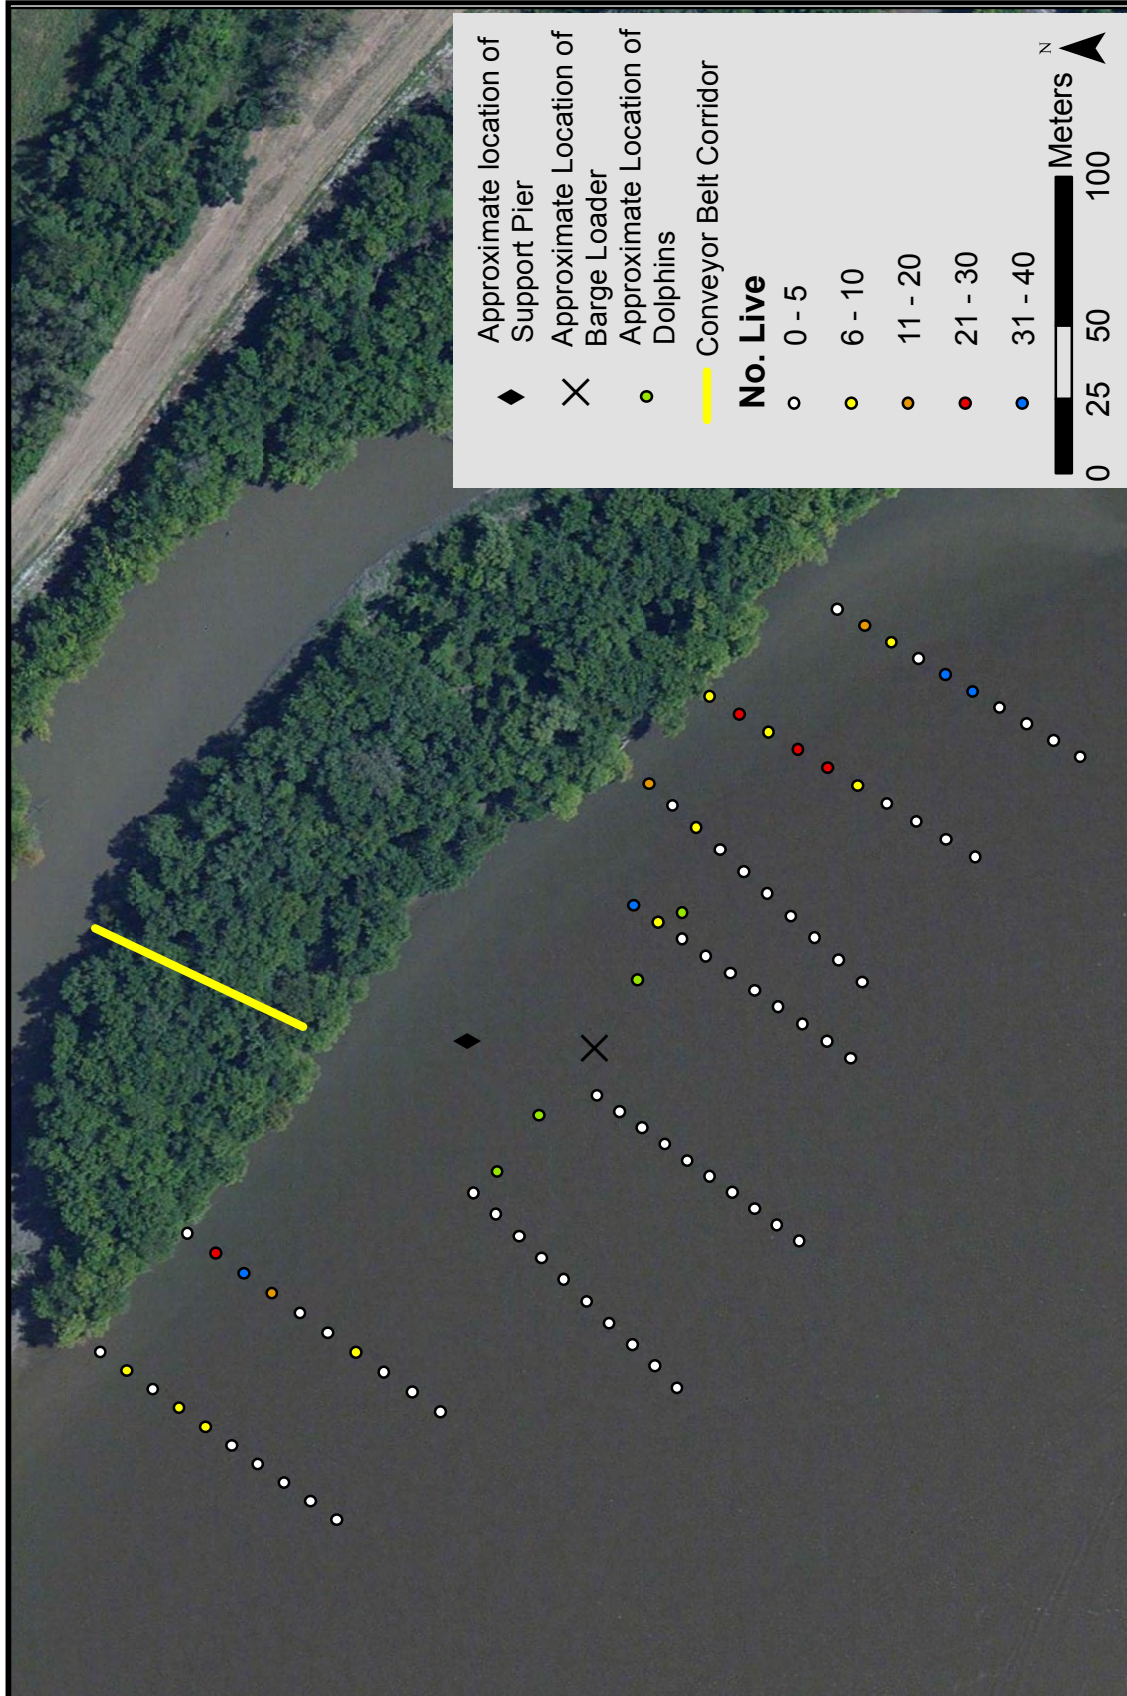 Approximate location of
Support Pier
Approximate Location of
Barge Loader
Approximate Location of
Dolphins
Conveyor Belt Corridor
No. Live
0 - 5
6 - 10
11 - 20
21 - 30
31 - 40
N
Meters
0 25 50 100